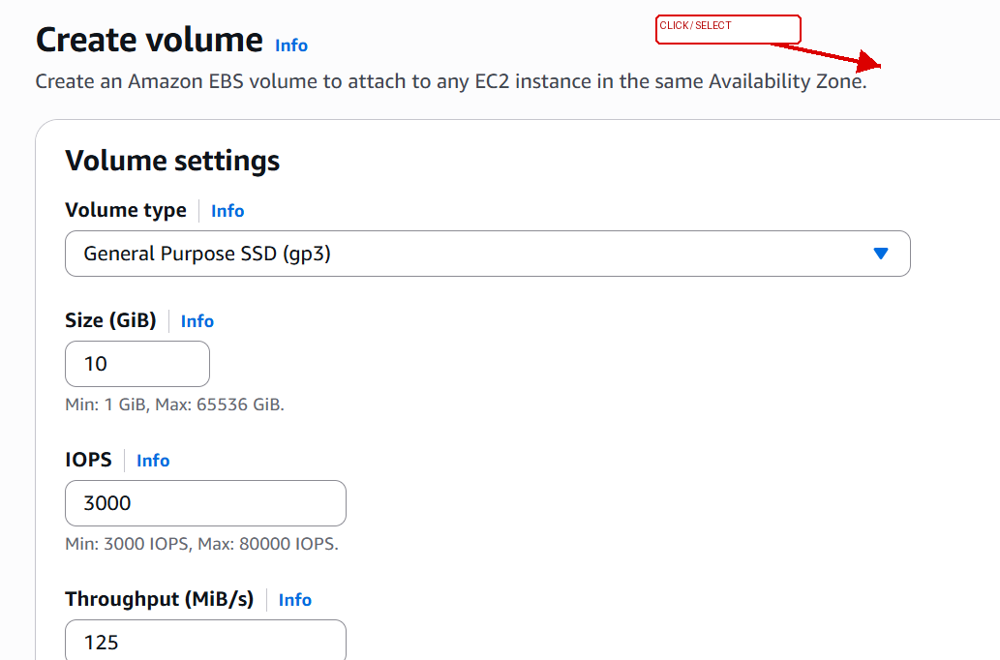 Create volume Info
CLICK/SELECT
Create an Amazon EBS volume to attach to any EC2 instance in the same Availability Zone.
Volume settings
Volume type Info
General Purpose SSD (gp3)
Size (GiB) Info
10
Min: 1 GiB, Max: 65536 GiB.
IOPS Info
3000
Min: 3000 IOPS, Max: 80000 IOPS.
Throughput (MiB/s) Info
125